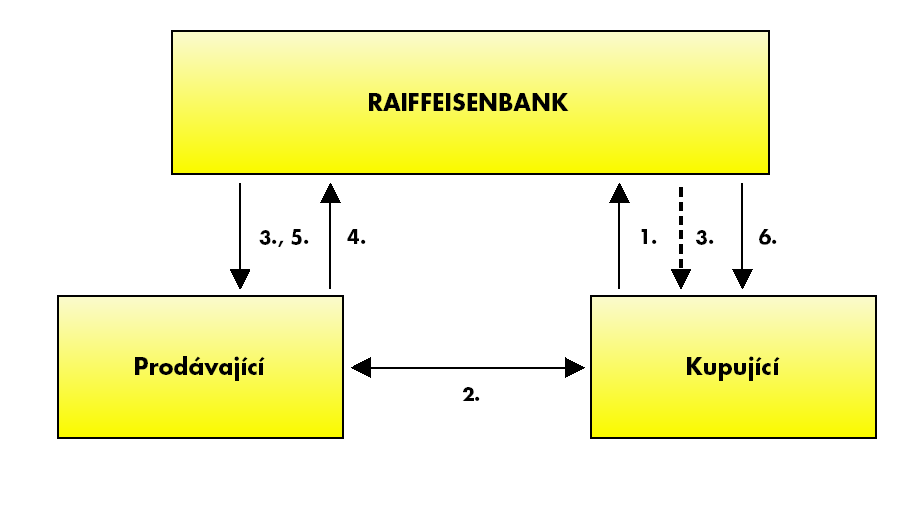 RAIFFEISENBANK
3., 5.
4.
1.
3.
6.
Prodávající
Kupující
2.